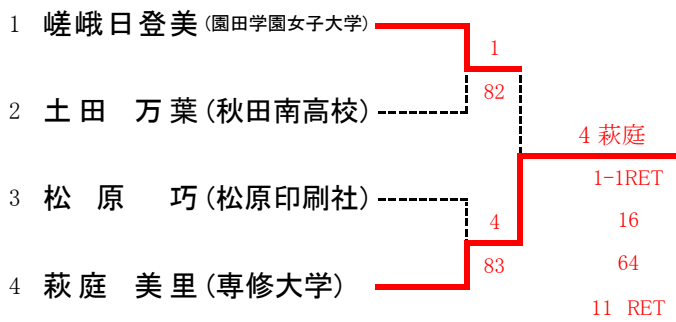 1 嵯峨日登美(園田学園女子大学)
1
82
2 土田 万葉(秋田南高校)
4 萩庭
1-1RET
3 松原 巧(松原印刷社)
16
4
83
64
4 萩庭 美里(専修大学)
11 RET